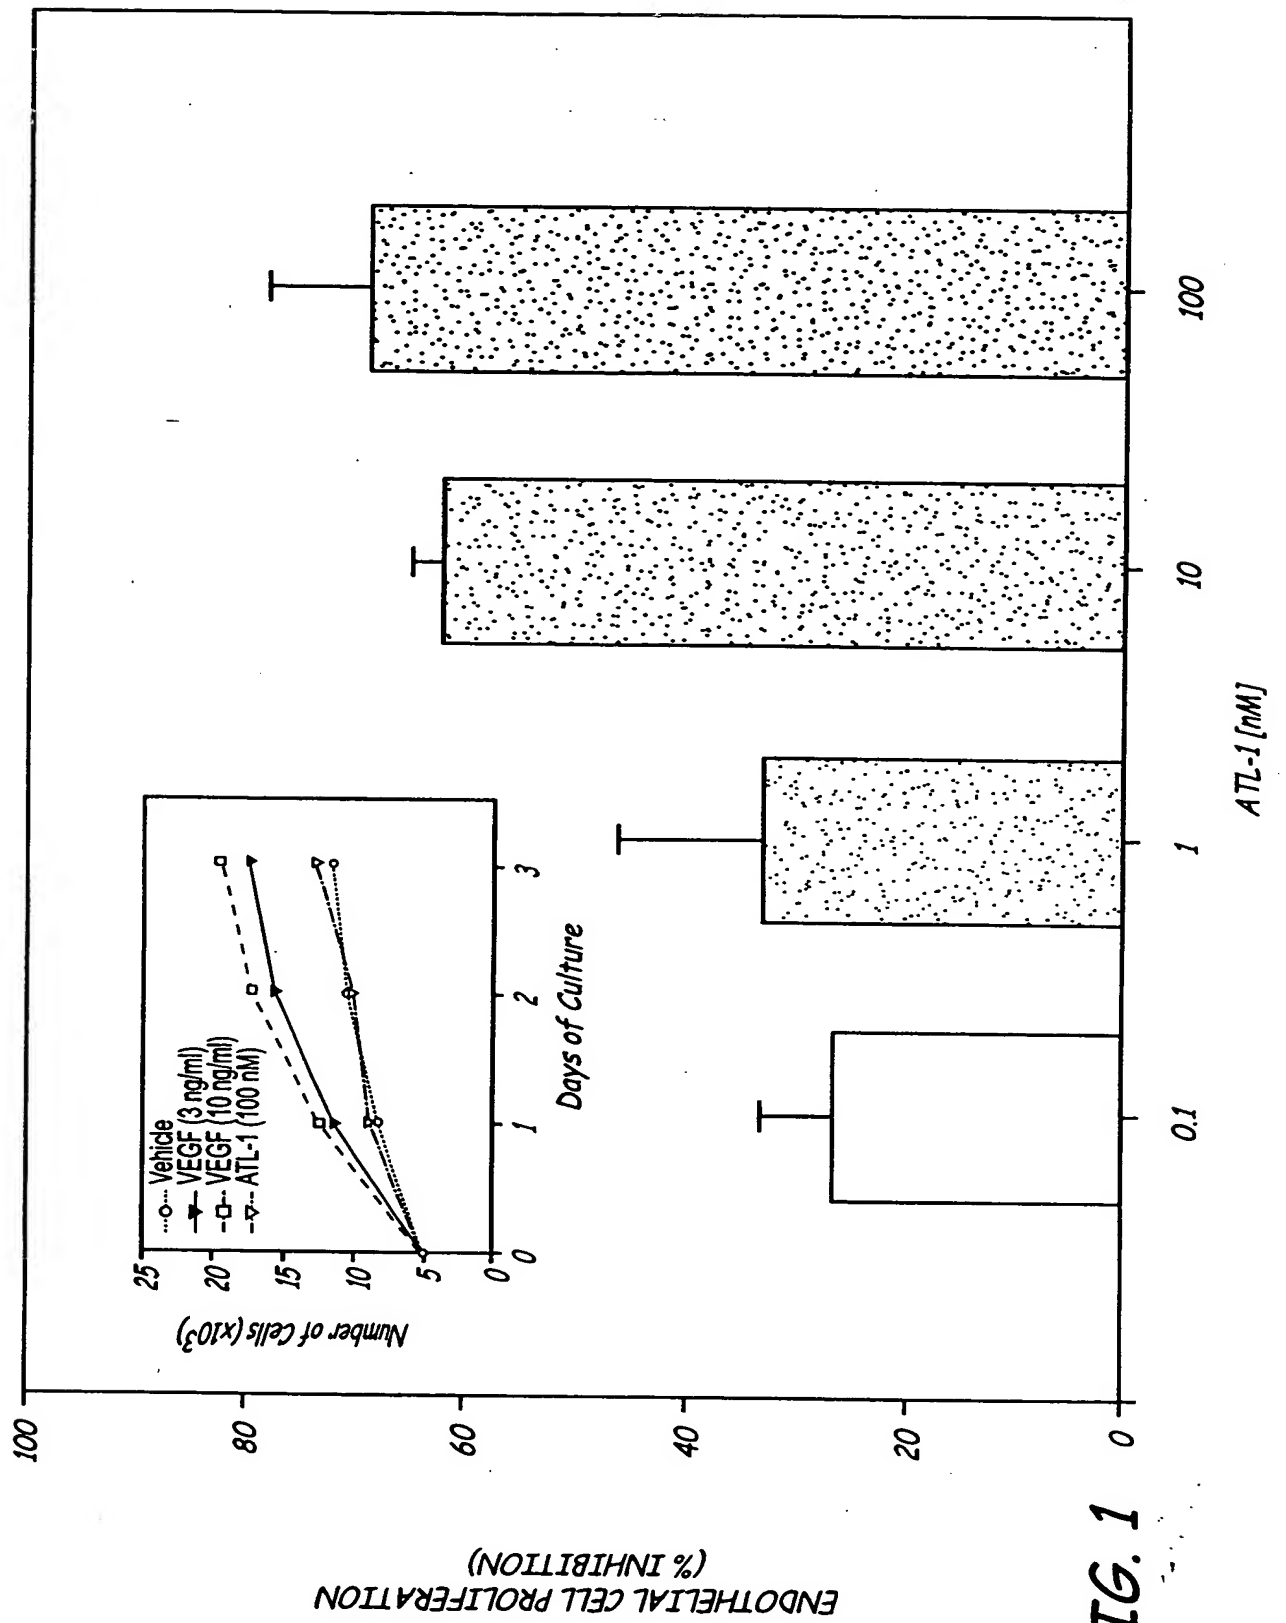 ENDOTHELIAL CELL PROLIFERATION
(% INHIBITION)
100
80
60
40
20
0
Number of Cells (x10³)
25
20
15
10
5
0
Vehicle
VEGF (3 ng/ml)
VEGF (10 ng/ml)
ATL-1 (100 nM)
0 1 2 3
Days of Culture
0.1 1 10 100
ATL-1 [nM]
IG. 1